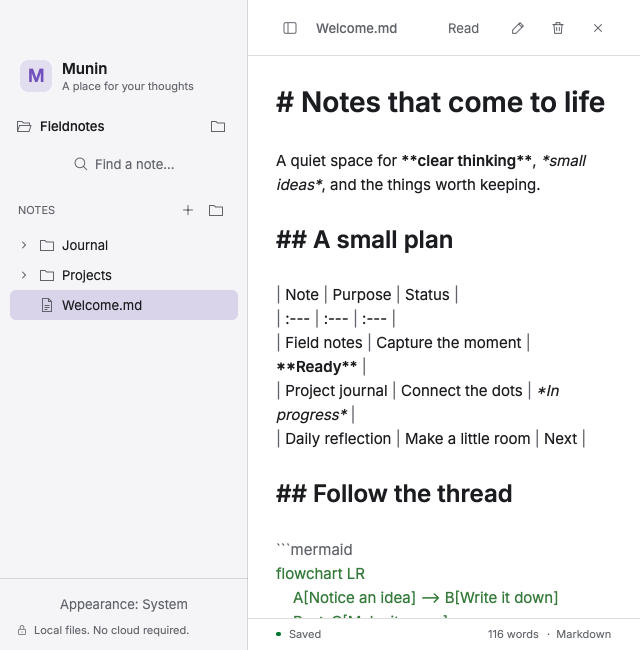 M
Munin
A place for your thoughts
Fieldnotes
Find a note...
NOTES
Journal
Projects
Welcome.md
Appearance: System
Local files. No cloud required.
Welcome.md
Read
# Notes that come to life
A quiet space for **clear thinking**, *small
ideas*, and the things worth keeping.
## A small plan
| Note | Purpose | Status |
| :--- | :--- | :--- |
| Field notes | Capture the moment |
**Ready** |
| Project journal | Connect the dots | *In
progress* |
| Daily reflection | Make a little room | Next |
## Follow the thread
```mermaid
flowchart LR
A[Notice an idea] --> B[Write it down]
Saved
116 words · Markdown